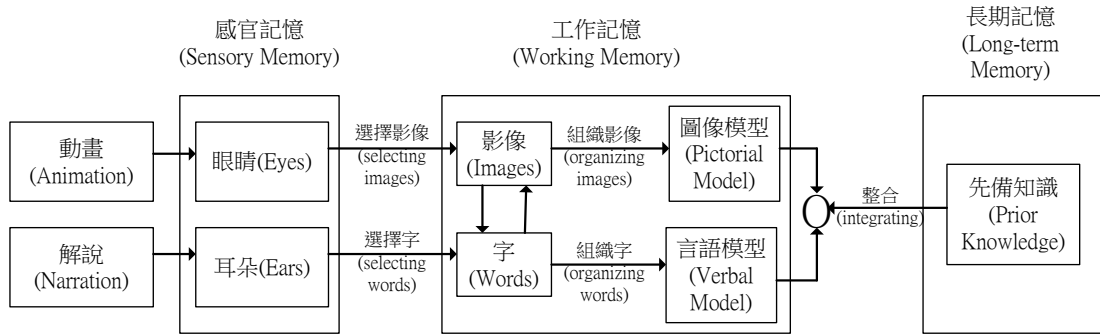 感官記憶
(Sensory Memory)
工作記憶
(Working Memory)
長期記憶
(Long-term
Memory)
動畫
(Animation)
眼睛(Eyes)
選擇影像
(selecting
images)
影像
(Images)
組織影像
(organizing
images)
圖像模型
(Pictorial
Model)
整合
(integrating)
先備知識
(Prior
Knowledge)
解說
(Narration)
耳朵(Ears)
選擇字
(selecting
words)
字
(Words)
組織字
(organizing
words)
言語模型
(Verbal
Model)